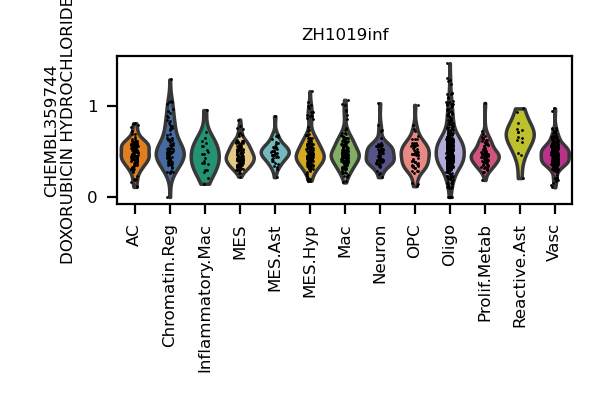 ZH1019inf
CHEMBL359744
DOXORUBICIN HYDROCHLORIDE
1
0
AC
Chromatin.Reg
Inflammatory.Mac
MES
MES.Ast
MES.Hyp
Mac
Neuron
OPC
Oligo
Prolif.Metab
Reactive.Ast
Vasc